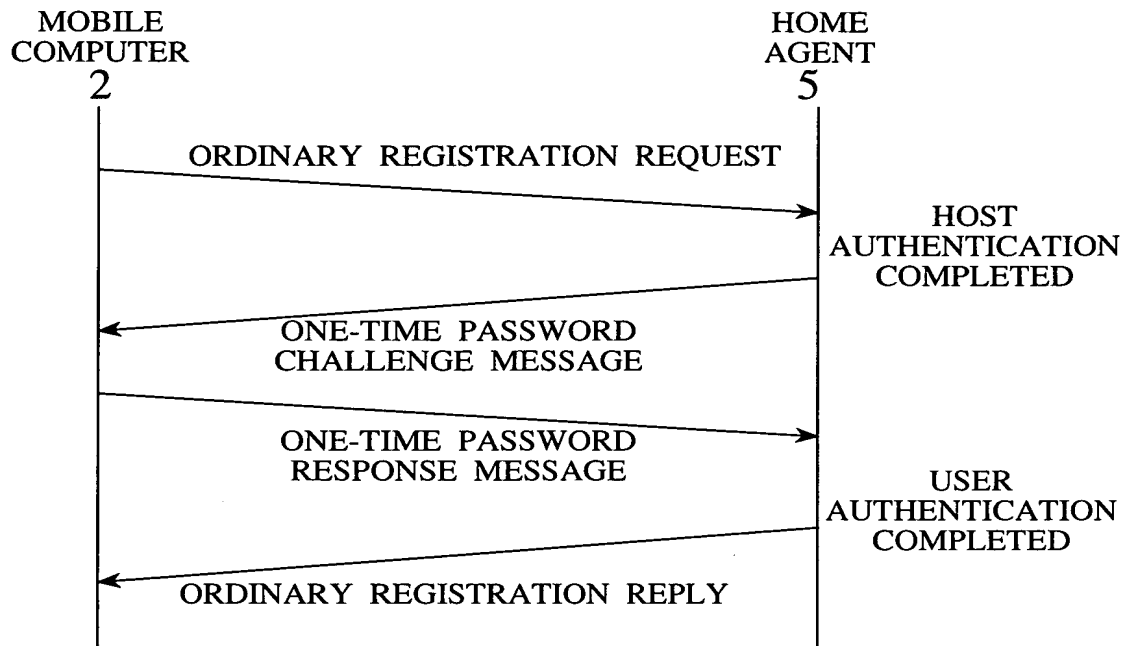 MOBILE
COMPUTER
2
HOME
AGENT
5
ORDINARY REGISTRATION REQUEST
HOST
AUTHENTICATION
COMPLETED
ONE-TIME PASSWORD
CHALLENGE MESSAGE
ONE-TIME PASSWORD
RESPONSE MESSAGE
USER
AUTHENTICATION
COMPLETED
ORDINARY REGISTRATION REPLY